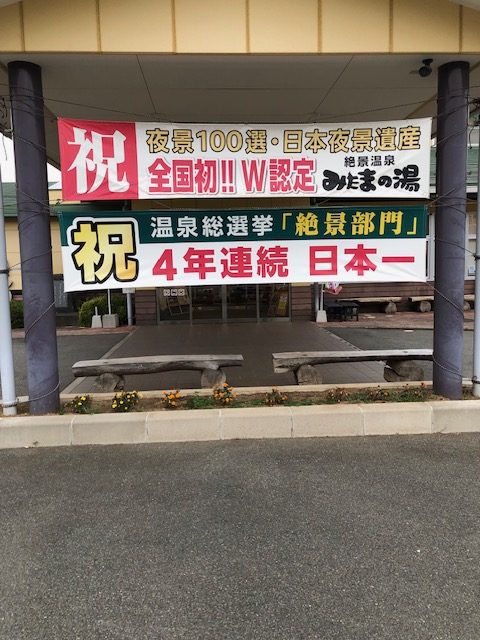 祝
夜景100選・日本夜景遺産
全国初!! W認定
絶景温泉
みたまの湯
祝
温泉総選挙「絶景部門」
4年連続 日本一